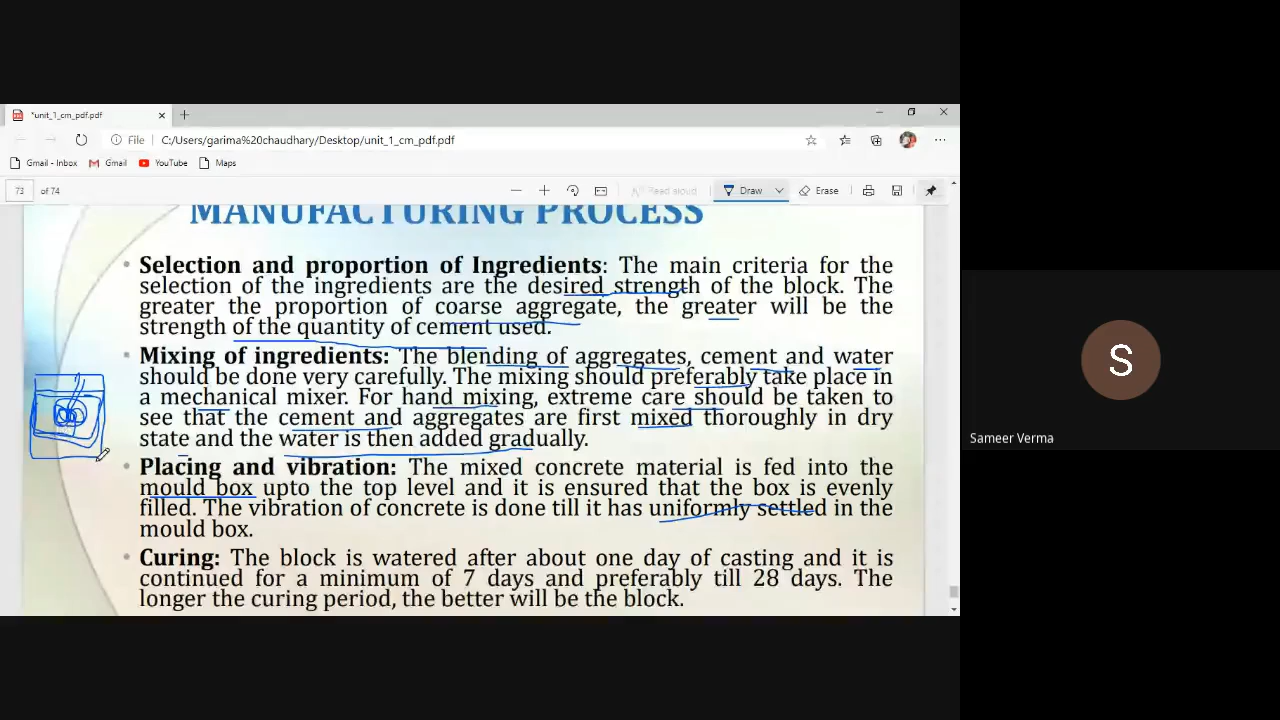 *unit_1_cm_pdf.pdf
File C:/Users/garima%20chaudhary/Desktop/unit_1_cm_pdf.pdf
Gmail - Inbox Gmail YouTube Maps
73 of 74 Read aloud Draw Erase
MANUFACTURING PROCESS
• Selection and proportion of Ingredients: The main criteria for the
selection of the ingredients are the desired strength of the block. The
greater the proportion of coarse aggregate, the greater will be the
strength of the quantity of cement used.
• Mixing of ingredients: The blending of aggregates, cement and water
should be done very carefully. The mixing should preferably take place in
a mechanical mixer. For hand mixing, extreme care should be taken to
see that the cement and aggregates are first mixed thoroughly in dry
state and the water is then added gradually.
• Placing and vibration: The mixed concrete material is fed into the
mould box upto the top level and it is ensured that the box is evenly
filled. The vibration of concrete is done till it has uniformly settled in the
mould box.
• Curing: The block is watered after about one day of casting and it is
continued for a minimum of 7 days and preferably till 28 days. The
longer the curing period, the better will be the block.
S
Sameer Verma